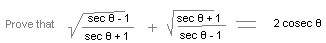 Prove that √((sec θ - 1)/(sec θ + 1)) + √((sec θ + 1)/(sec θ - 1)) = 2 cosec θ